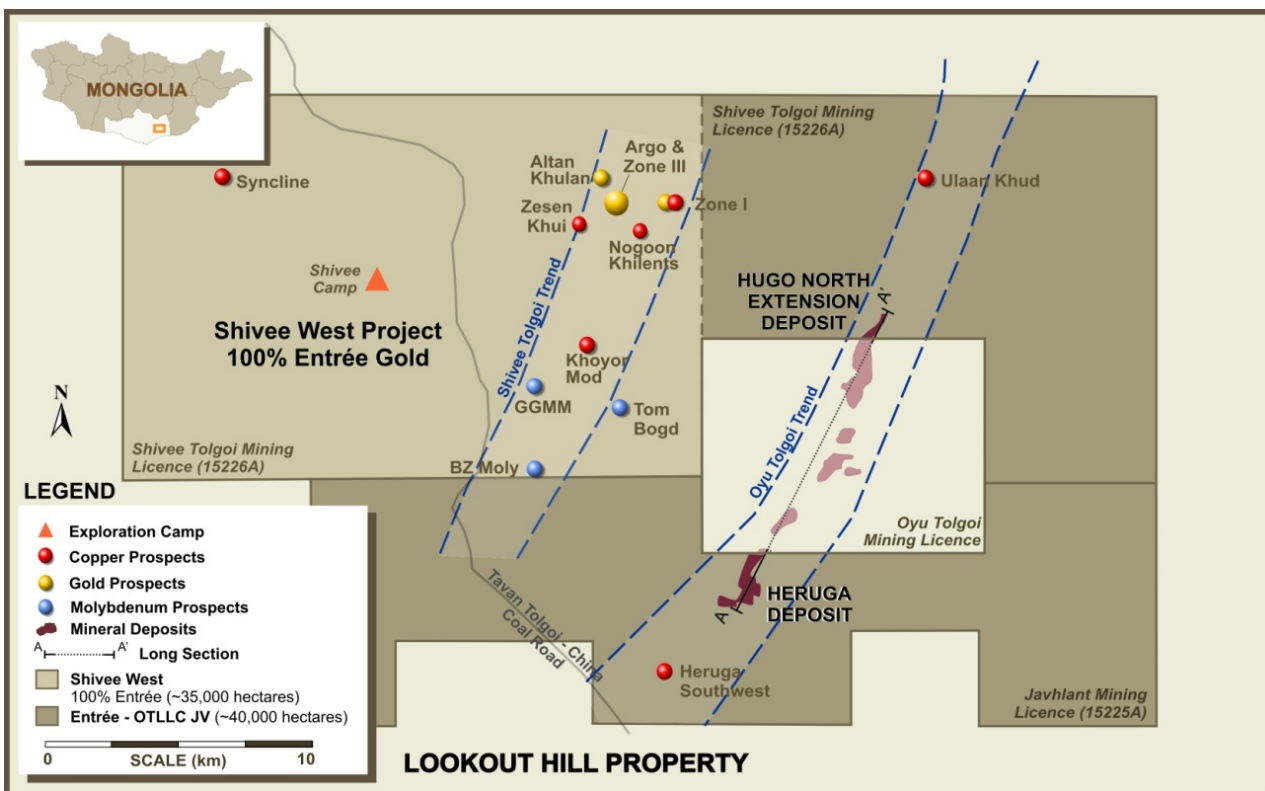 MONGOLIA
Syncline
Altan
Khulan
Argo &
Zone III
Zesen
Khui
Zone I
Nogoon
Khilents
Shivee Tolgoi Mining
Licence (15226A)
Ulaan Khud
Shivee
Camp
Shivee West Project
100% Entrée Gold
Shivee Tolgoi Trend
HUGO NORTH
EXTENSION
DEPOSIT
A'
Khoyor
Mod
GGMM
Tom
Bogd
BZ Moly
Oyu Tolgoi Trend
N
Shivee Tolgoi Mining
Licence (15226A)
Oyu Tolgoi
Mining Licence
Tavan Tolgoi - China
Coal Road
A
HERUGA
DEPOSIT
Heruga
Southwest
Javhlant Mining
Licence (15225A)
LEGEND
Exploration Camp
Copper Prospects
Gold Prospects
Molybdenum Prospects
Mineral Deposits
A A' Long Section
Shivee West
100% Entrée (~35,000 hectares)
Entrée - OTLLC JV (~40,000 hectares)
0 SCALE (km) 10
LOOKOUT HILL PROPERTY